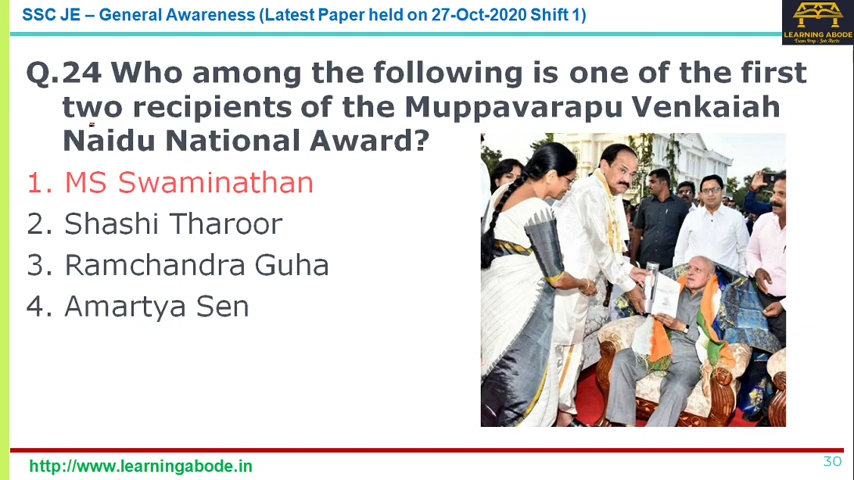 SSC JE – General Awareness (Latest Paper held on 27-Oct-2020 Shift 1)
LEARNING ABODE
Q.24 Who among the following is one of the first
two recipients of the Muppavarapu Venkaiah
Naidu National Award?
1. MS Swaminathan
2. Shashi Tharoor
3. Ramchandra Guha
4. Amartya Sen
http://www.learningabode.in
30